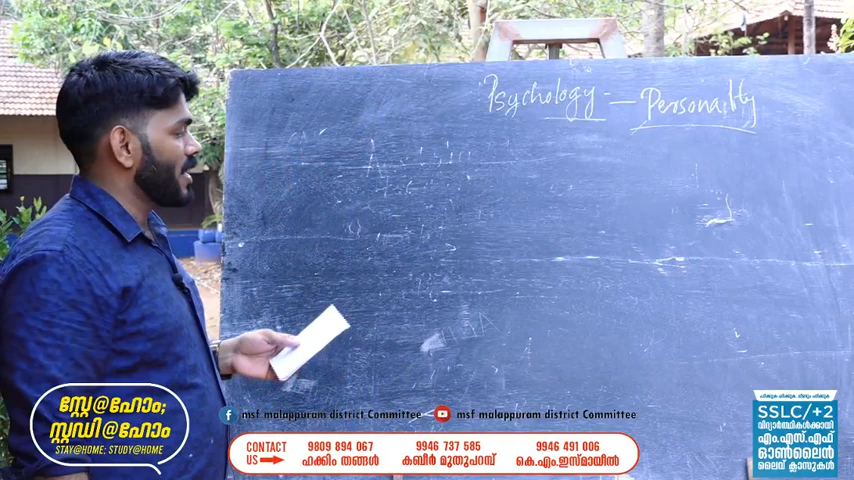 Psychology - Personality
സ്റ്റേ@ഹോം;
സ്റ്റഡി@ഹോം
STAY@HOME: STUDY@HOME
msf malappuram district Committee
msf malappuram district Committee
CONTACT US
9809 894 067
ഹക്കിം തങ്ങൾ
9946 737 585
കബീർ മുതുപറമ്പ്
9946 491 006
കെ.എം.ഇസ്മായീൽ
SSLC/+2
വിദ്യാർത്ഥികൾക്കായി
എം.എസ്.എഫ്
ഓൺലൈൻ
ലൈവ് ക്ലാസുകൾ